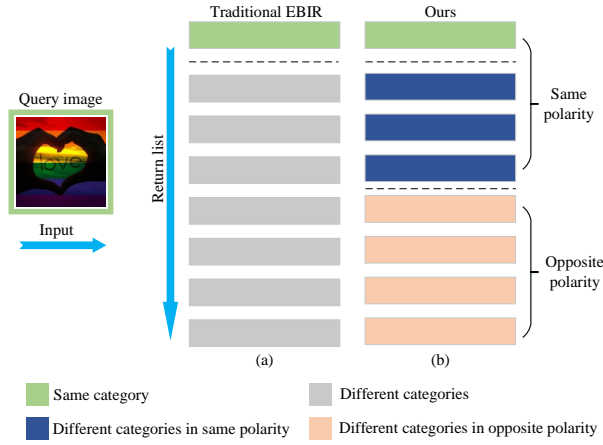 Traditional EBIR
Ours
Query image
love
Input
Return list
Same
polarity
Opposite
polarity
(a)
(b)
Same category
Different categories
Different categories in same polarity
Different categories in opposite polarity